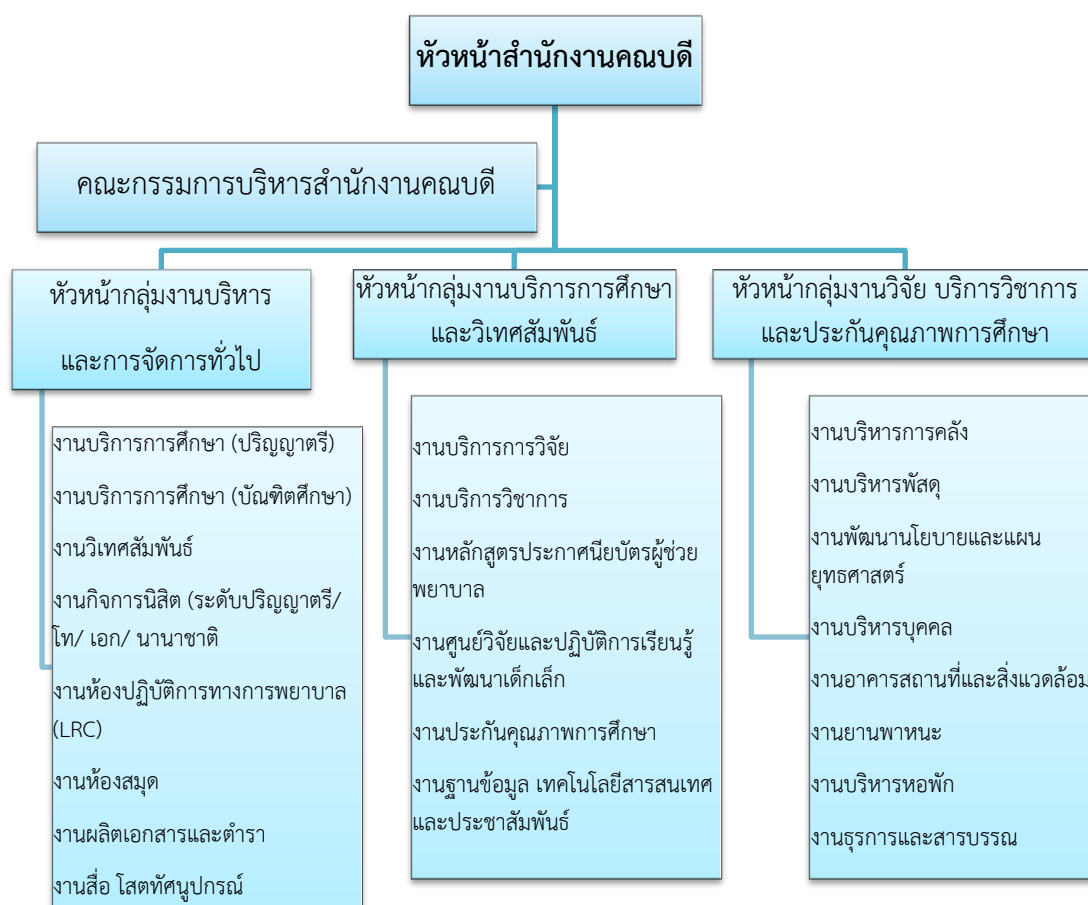 หัวหน้าสำนักงานคณบดี
คณะกรรมการบริหารสำนักงานคณบดี
หัวหน้ากลุ่มงานบริหาร
และการจัดการทั่วไป
หัวหน้ากลุ่มงานบริการการศึกษา
และวิเทศสัมพันธ์
หัวหน้ากลุ่มงานวิจัย บริการวิชาการ
และประกันคุณภาพการศึกษา
งานบริการการศึกษา (ปริญญาตรี)
งานบริการการศึกษา (บัณฑิตศึกษา)
งานวิเทศสัมพันธ์
งานกิจการนิสิต (ระดับปริญญาตรี/
โท/ เอก/ นานาชาติ
งานห้องปฏิบัติการทางการพยาบาล
(LRC)
งานห้องสมุด
งานผลิตเอกสารและตำรา
งานสื่อ โสตทัศนูปกรณ์
งานบริการการวิจัย
งานบริการวิชาการ
งานหลักสูตรประกาศนียบัตรผู้ช่วย
พยาบาล
งานศูนย์วิจัยและปฏิบัติการเรียนรู้
และพัฒนาเด็กเล็ก
งานประกันคุณภาพการศึกษา
งานฐานข้อมูล เทคโนโลยีสารสนเทศ
และประชาสัมพันธ์
งานบริหารการคลัง
งานบริหารพัสดุ
งานพัฒนานโยบายและแผน
ยุทธศาสตร์
งานบริหารบุคคล
งานอาคารสถานที่และสิ่งแวดล้อม
งานยานพาหนะ
งานบริหารหอพัก
งานธุรการและสารบรรณ